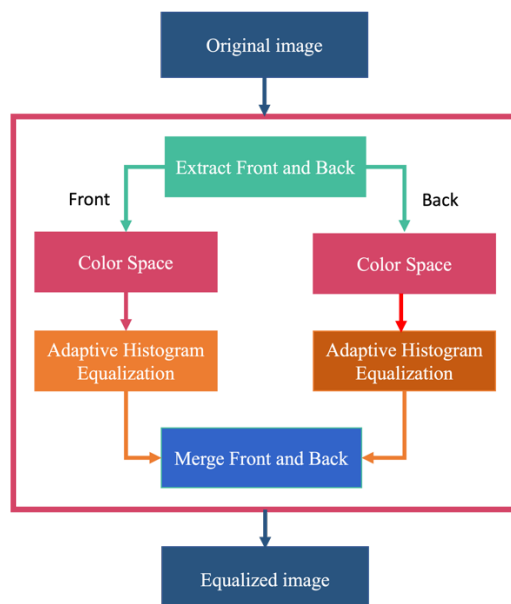 Original image
Extract Front and Back
Front
Back
Color Space
Color Space
Adaptive Histogram
Equalization
Adaptive Histogram
Equalization
Merge Front and Back
Equalized image